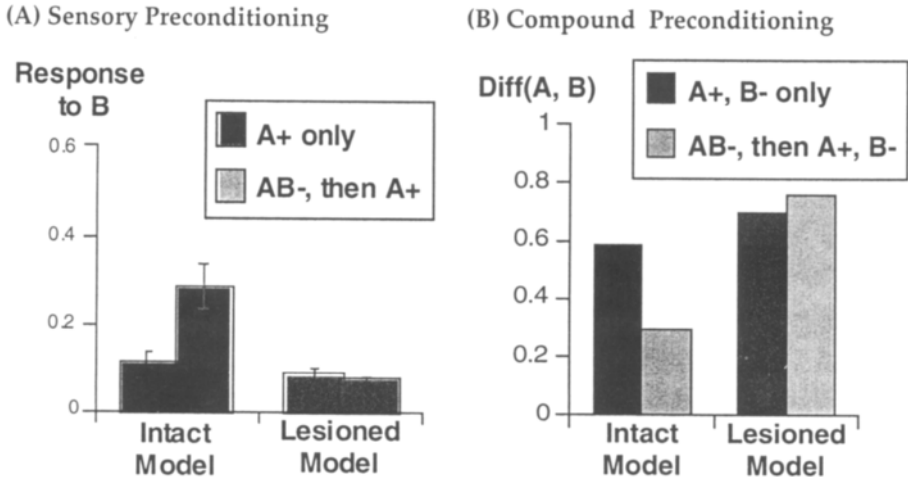 (A) Sensory Preconditioning
Response
to B
A+ only
AB-, then A+
0.6
0.4
0.2
0
Intact
Model
Lesioned
Model
(B) Compound Preconditioning
Diff(A, B)
A+, B- only
AB-, then A+, B-
1
0.8
0.6
0.4
0.2
0
Intact
Model
Lesioned
Model